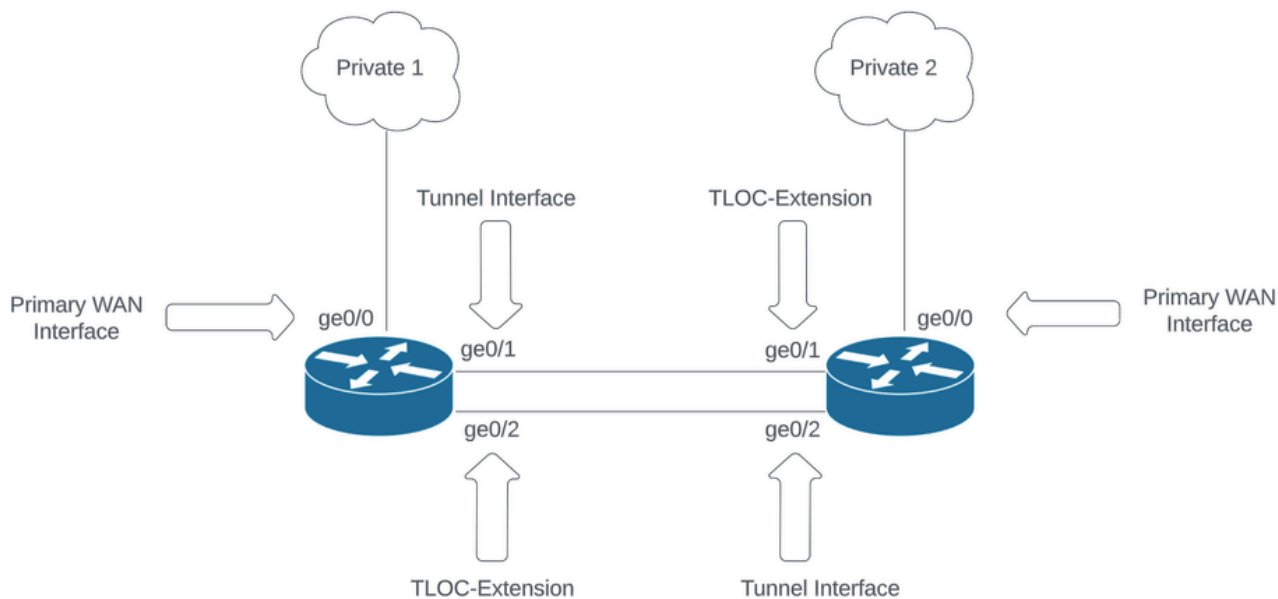 Private 1
Private 2
Tunnel Interface
TLOC-Extension
Primary WAN
Interface
ge0/0
ge0/0
Primary WAN
Interface
ge0/1
ge0/1
ge0/2
ge0/2
TLOC-Extension
Tunnel Interface